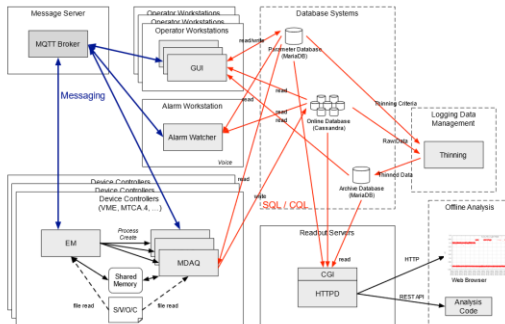 Message Server
MQTT Broker
Messaging
Operator Workstations
Operator Workstations
Operator Workstations
GUI
Alarm Workstation
Alarm Watcher
Voice
Database Systems
Parameter Database
(MariaDB)
read/write
read
read
read
read
Online Database
(Cassandra)
Thinning Criteria
Raw Data
Thinned Data
Archive Database
(MariaDB)
Logging Data
Management
Thinning
Device Controllers
Device Controllers
Device Controllers
(VME, MTCA 4, ...)
EM
Process
Create
MDAQ
Shared
Memory
file read
file read
S/V/G/C
read
write
SQL / CQL
Readout Servers
read
CGI
HTTPD
HTTP
REST API
Offline Analysis
Web Browser
Analysis
Code